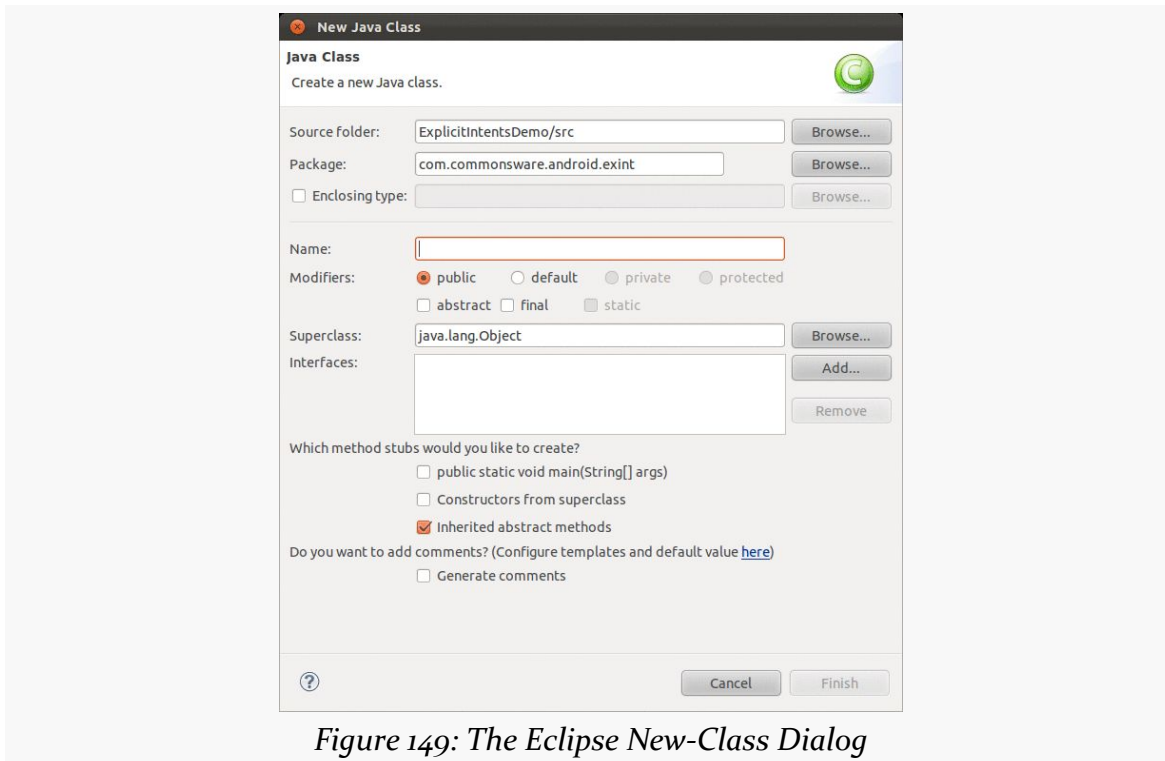 New Java Class
Java Class
Create a new Java class.
C
Source folder: ExplicitIntentsDemo/src Browse...
Package: com.commonsware.android.exint Browse...
Enclosing type: Browse...
Name:
Modifiers: public default private protected
abstract final static
Superclass: java.lang.Object Browse...
Interfaces: Add...
Remove
Which method stubs would you like to create?
public static void main(String[] args)
Constructors from superclass
Inherited abstract methods
Do you want to add comments? (Configure templates and default value here)
Generate comments
? Cancel Finish
Figure 149: The Eclipse New-Class Dialog